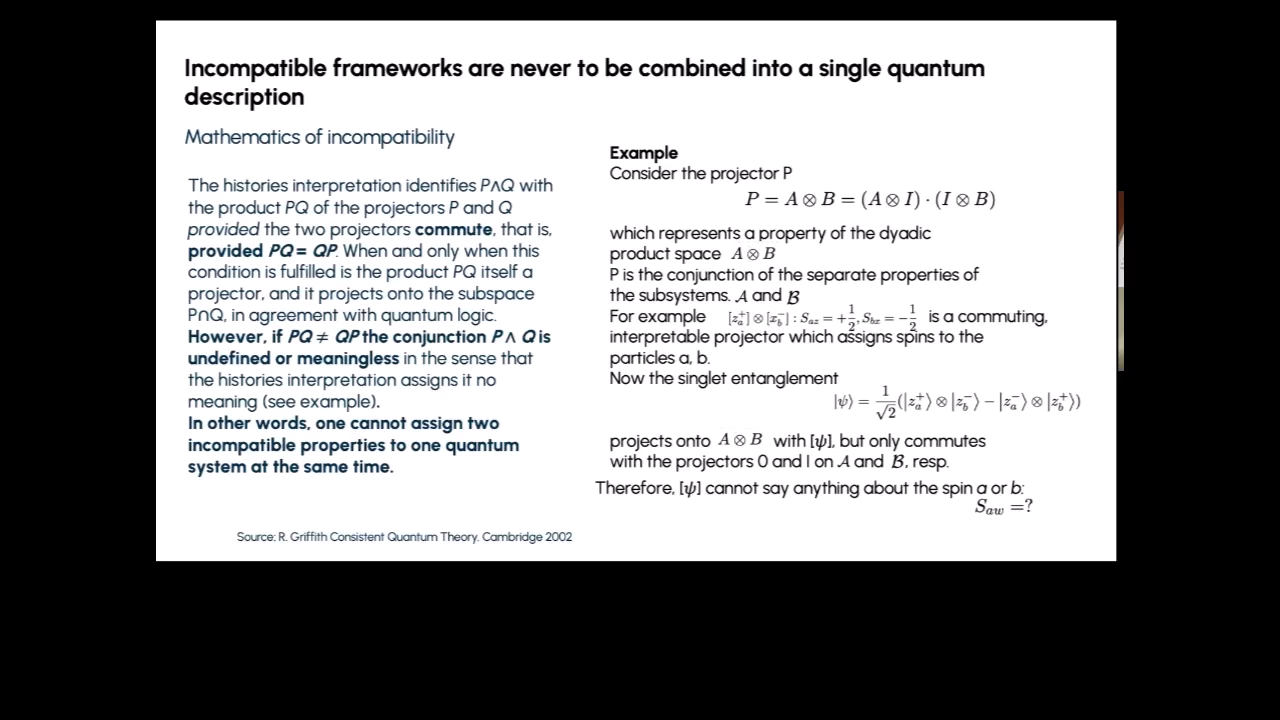 Incompatible frameworks are never to be combined into a single quantum
description
Mathematics of incompatibility
The histories interpretation identifies P∧Q with
the product PQ of the projectors P and Q
provided the two projectors commute, that is,
provided PQ= QP. When and only when this
condition is fulfilled is the product PQ itself a
projector, and it projects onto the subspace
P∩Q, in agreement with quantum logic.
However, if PQ ≠ QP the conjunction P∧ Q is
undefined or meaningless in the sense that
the histories interpretation assigns it no
meaning (see example).
In other words, one cannot assign two
incompatible properties to one quantum
system at the same time.
Source: R. Griffith Consistent Quantum Theory. Cambridge 2002
Example
Consider the projector P
P = A ⊗ B = (A ⊗ I) · (I ⊗ B)
which represents a property of the dyadic
product space A ⊗ B
P is the conjunction of the separate properties of
the subsystems. 𝒜 and ℬ
For example [z_a^+] ⊗ [x_b^-] : S_{az} = +1/2, S_{bx} = −1/2 is a commuting,
interpretable projector which assigns spins to the
particles a, b.
Now the singlet entanglement
|ψ⟩ = 1/√2 (|z_a^+⟩ ⊗ |z_b^-⟩ − |z_a^-⟩ ⊗ |z_b^+⟩)
projects onto A ⊗ B with [ψ], but only commutes
with the projectors 0 and I on 𝒜 and ℬ, resp.
Therefore, [ψ] cannot say anything about the spin a or b:
S_{aw} =?